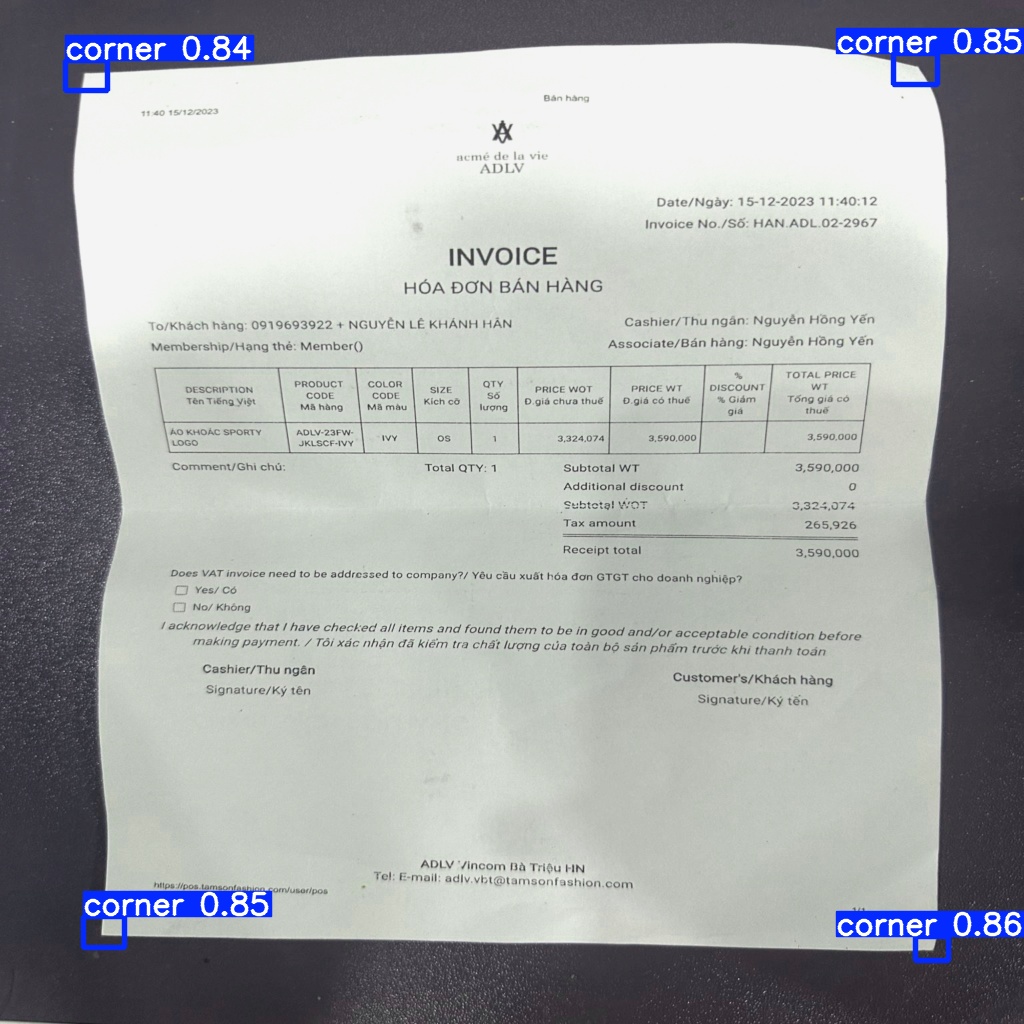 corner 0.84
corner 0.85
11:40 15/12/2023
Bán hàng
acmé de la vie
ADLV
Date/Ngày: 15-12-2023 11:40:12
Invoice No./Số: HAN.ADL.02-2967
INVOICE
HÓA ĐƠN BÁN HÀNG
To/Khách hàng: 0919693922 + NGUYỄN LÊ KHÁNH HÂN
Cashier/Thu ngân: Nguyễn Hồng Yến
Membership/Hạng thẻ: Member()
Associate/Bán hàng: Nguyễn Hồng Yến
DESCRIPTION Tên Tiếng Việt
PRODUCT CODE Mã hàng
COLOR CODE Mã màu
SIZE Kích cỡ
QTY Số lượng
PRICE WOT Đ.giá chưa thuế
PRICE WT Đ.giá có thuế
% DISCOUNT % Giảm giá
TOTAL PRICE WT Tổng giá có thuế
ÁO KHOÁC SPORTY LOGO
ADLV-23FW-JKLSCF-IVY
IVY
OS
1
3,324,074
3,590,000
3,590,000
Comment/Ghi chú:
Total QTY: 1
Subtotal WT 3,590,000
Additional discount 0
Subtotal WOT 3,324,074
Tax amount 265,926
Receipt total 3,590,000
Does VAT invoice need to be addressed to company?/ Yêu cầu xuất hóa đơn GTGT cho doanh nghiệp?
Yes/ Có
No/ Không
I acknowledge that I have checked all items and found them to be in good and/or acceptable condition before
making payment. / Tôi xác nhận đã kiểm tra chất lượng của toàn bộ sản phẩm trước khi thanh toán
Cashier/Thu ngân
Signature/Ký tên
Customer's/Khách hàng
Signature/Ký tên
ADLV Vincom Bà Triệu HN
Tel: E-mail: adlv.vbt@tamsonfashion.com
https://pos.tamsonfashion.com/user/pos
corner 0.85
corner 0.86